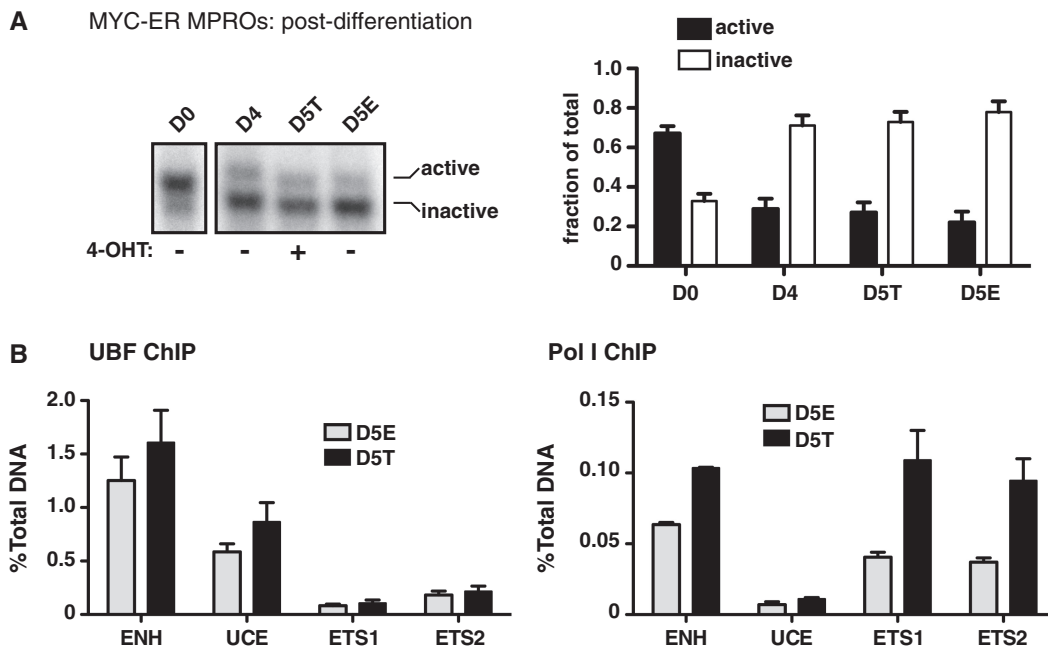 A MYC-ER MPROs: post-differentiation
D0 D4 D5T D5E
active
inactive
4-OHT: - - + -
active
inactive
fraction of total
1.0
0.8
0.6
0.4
0.2
0
D0 D4 D5T D5E
B UBF ChIP
%Total DNA
2.0
1.5
1.0
0.5
0
D5E
D5T
ENH UCE ETS1 ETS2
Pol I ChIP
%Total DNA
0.15
0.10
0.05
0
D5E
D5T
ENH UCE ETS1 ETS2